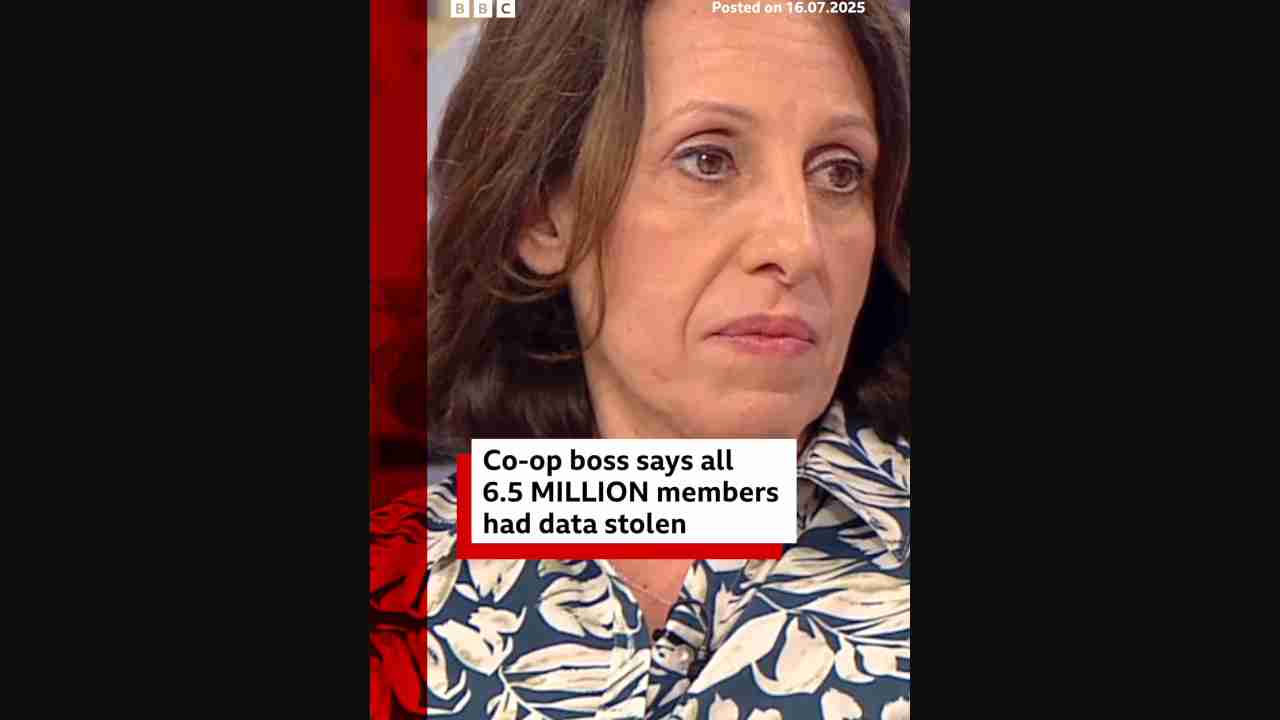 BBC
Posted on 16.07.2025
Co-op boss says all
6.5 MILLION members
had data stolen